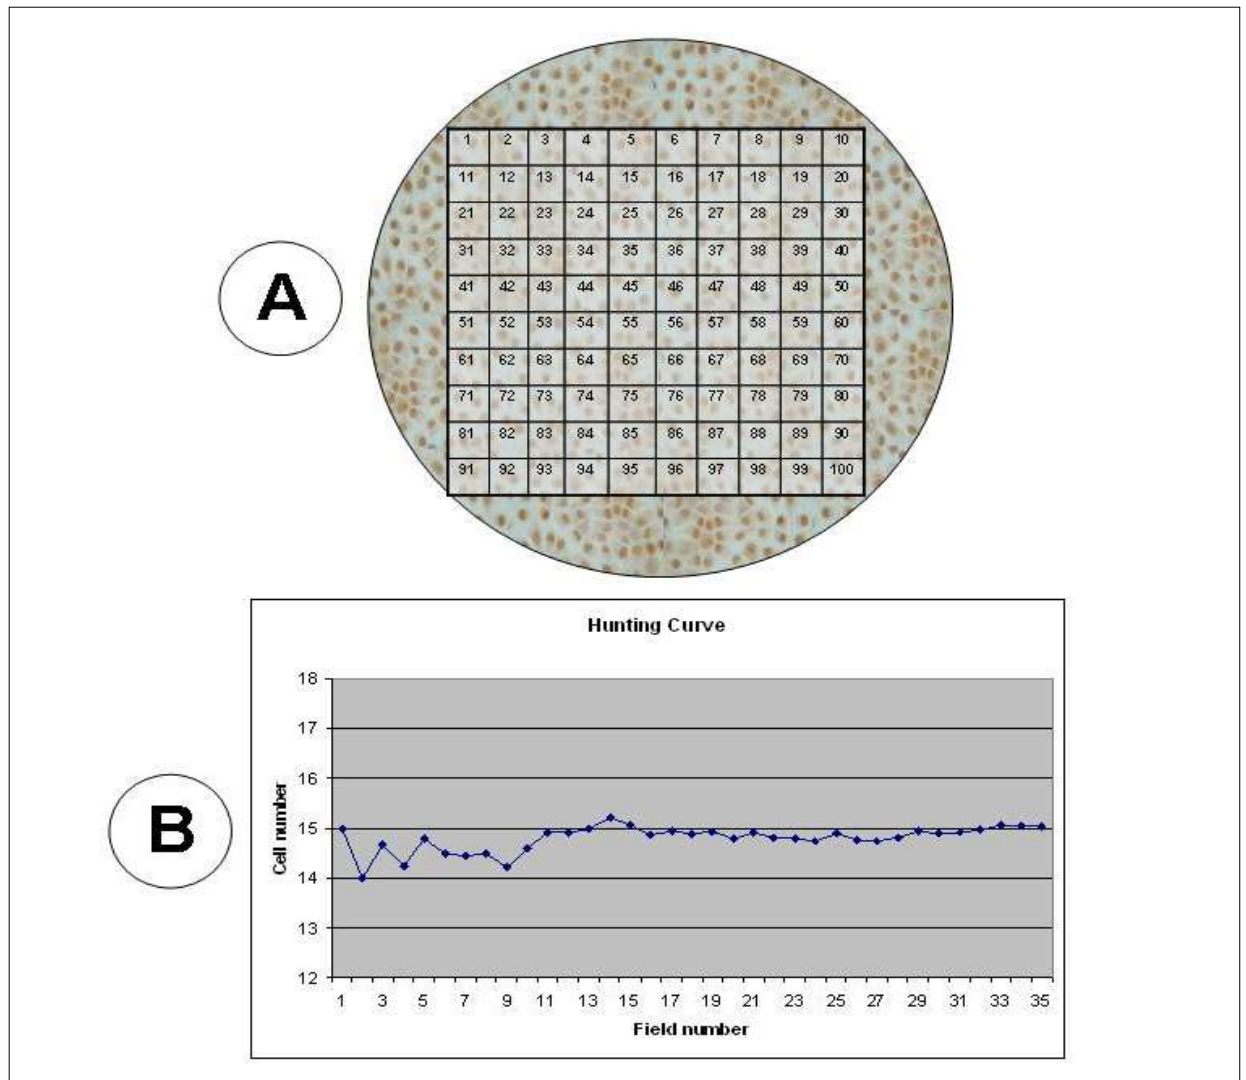 1 2 3 4 5 6 7 8 9 10
11 12 13 14 15 16 17 18 19 20
21 22 23 24 25 26 27 28 29 30
31 32 33 34 35 36 37 38 39 40
41 42 43 44 45 46 47 48 49 50
51 52 53 54 55 56 57 58 59 60
61 62 63 64 65 66 67 68 69 70
71 72 73 74 75 76 77 78 79 80
81 82 83 84 85 86 87 88 89 90
91 92 93 94 95 96 97 98 99 100
A
Hunting Curve
18
17
16
15
14
13
12
Cell number
B
1 3 5 7 9 11 13 15 17 19 21 23 25 27 29 31 33 35
Field number